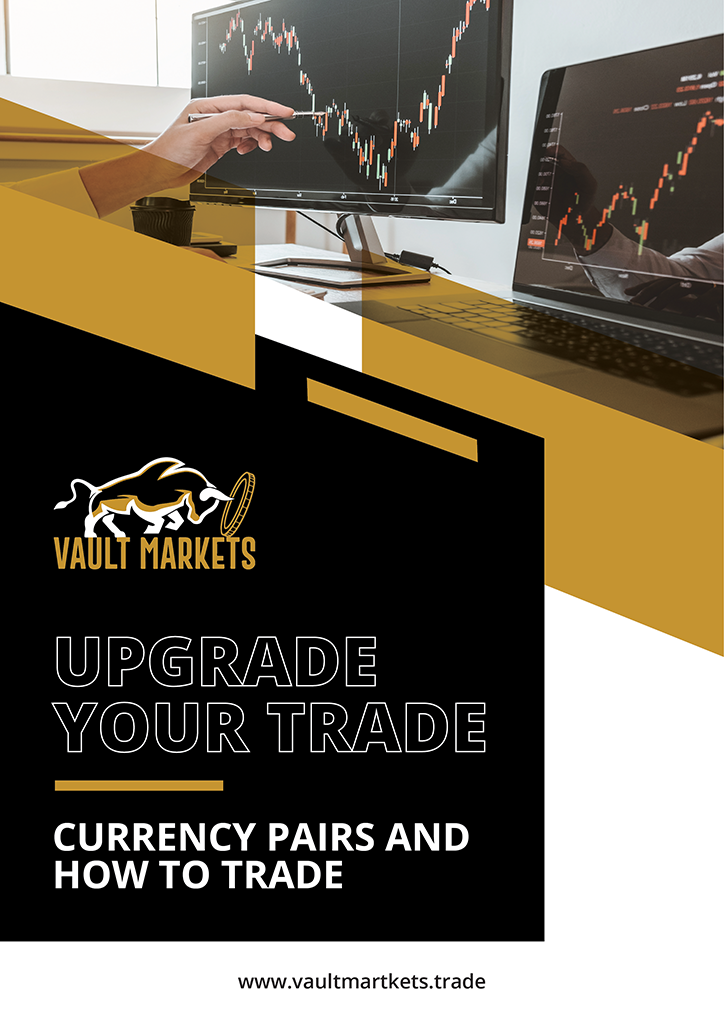 VAULT MARKETS
UPGRADE
YOUR TRADE
CURRENCY PAIRS AND
HOW TO TRADE
www.vaultmartkets.trade